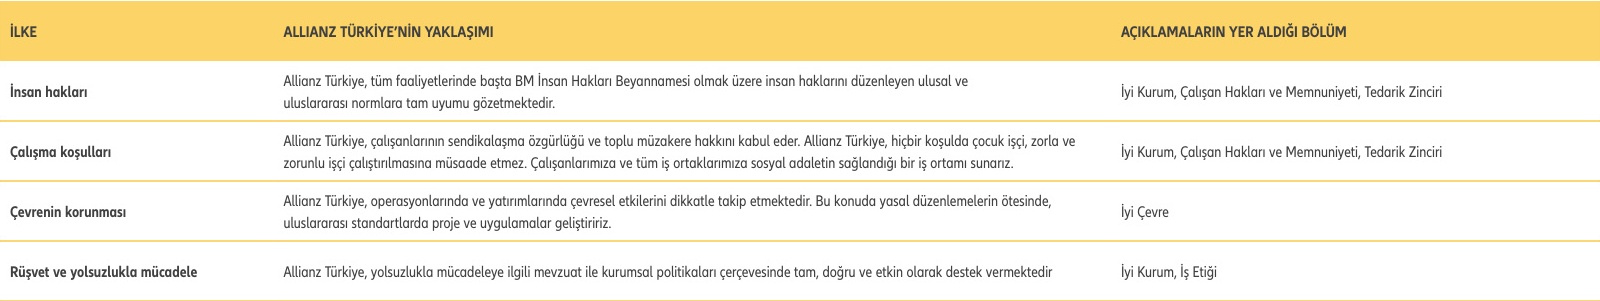 İLKE
ALLIANZ TÜRKİYE'NİN YAKLAŞIMI
AÇIKLAMALARIN YER ALDIĞI BÖLÜM
İnsan hakları
Allianz Türkiye, tüm faaliyetlerinde başta BM İnsan Hakları Beyannamesi olmak üzere insan haklarını düzenleyen ulusal ve
uluslararası normlara tam uyumu gözetmektedir.
İyi Kurum, Çalışan Hakları ve Memnuniyeti, Tedarik Zinciri
Çalışma koşulları
Allianz Türkiye, çalışanlarının sendikalaşma özgürlüğü ve toplu müzakere hakkını kabul eder. Allianz Türkiye, hiçbir koşulda çocuk işçi, zorla ve
zorunlu işçi çalıştırılmasına müsaade etmez. Çalışanlarımıza ve tüm iş ortaklarımıza sosyal adaletin sağlandığı bir iş ortamı sunarız.
İyi Kurum, Çalışan Hakları ve Memnuniyeti, Tedarik Zinciri
Çevrenin korunması
Allianz Türkiye, operasyonlarında ve yatırımlarında çevresel etkilerini dikkatle takip etmektedir. Bu konuda yasal düzenlemelerin ötesinde,
uluslararası standartlarda proje ve uygulamalar geliştiririz.
İyi Çevre
Rüşvet ve yolsuzlukla mücadele
Allianz Türkiye, yolsuzlukla mücadeleye ilgili mevzuat ile kurumsal politikaları çerçevesinde tam, doğru ve etkin olarak destek vermektedir
İyi Kurum, İş Etiği